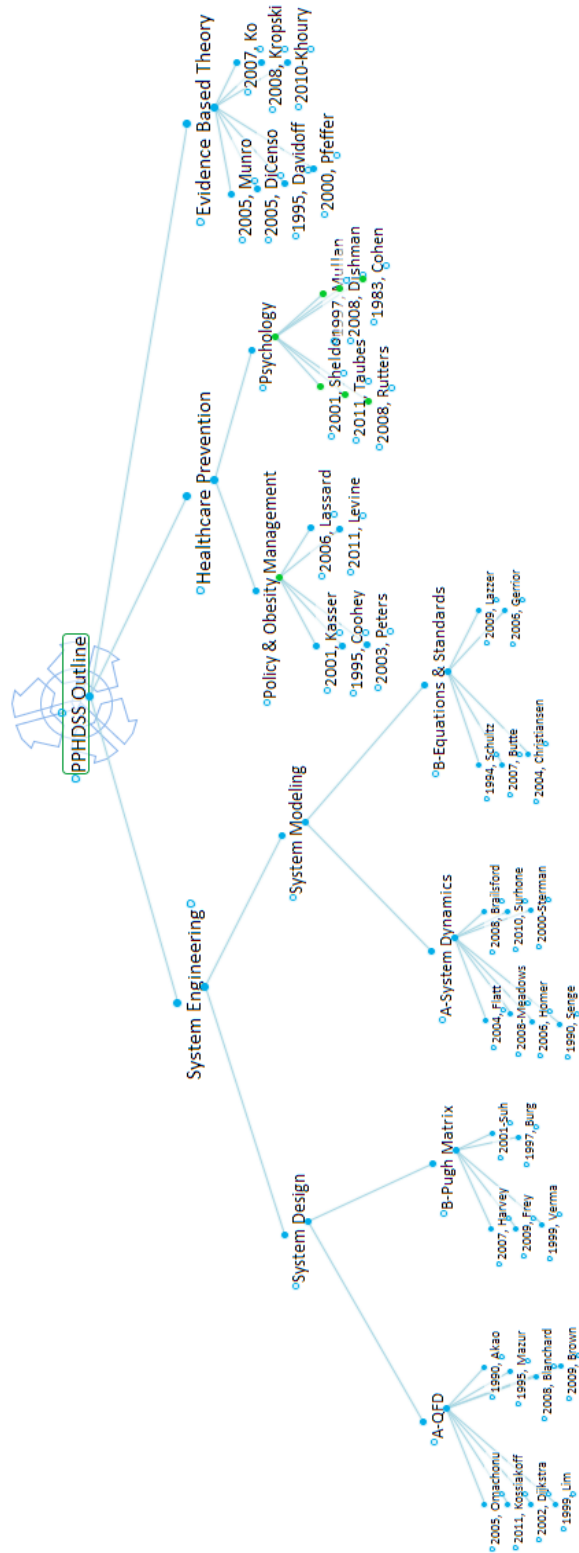 PPHDSS Outline
System Engineering
Healthcare Prevention
Evidence Based Theory
System Design
System Modeling
Policy & Obesity Management
Psychology
2005, Munro
2005, DiCenso
1995, Davidoff
2000, Pfeffer
2007, Ko
2008, Kropski
2010-Khoury
2001, Kasser
1995, Coohey
2003, Peters
2006, Lassard
2011, Levine
2001, Sheldon
2011, Taubes
2008, Rutters
1997, Mullan
2008, Dishman
1983, Cohen
A-QFD
B-Pugh Matrix
A-System Dynamics
B-Equations & Standards
2005, Omachonu
2011, Kossiakoff
2002, Dijkstra
1999, Lim
1990, Akao
1995, Mazur
2008, Blanchard
2009, Brown
2007, Harvey
2009, Frey
1999, Verma
2001-Suh
1997, Burg
2004, Flatt
2008-Meadows
2006, Homer
1990, Senge
2008, Brailsford
2010, Surhone
2000-Sterman
1994, Schultz
2007, Butte
2004, Christiansen
2009, Lazzer
2006, Gerrior